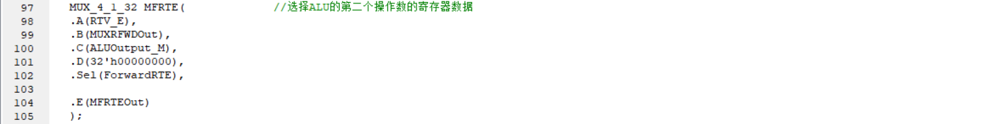 97 MUX_4_1_32 MFRTE( //选择ALU的第二个操作数的寄存器数据
98 .A(RTV_E),
99 .B(MUXRFWDOut),
100 .C(ALUOutput_M),
101 .D(32'h00000000),
102 .Sel(ForwardRTE),
103
104 .E(MFRTEOut)
105 );